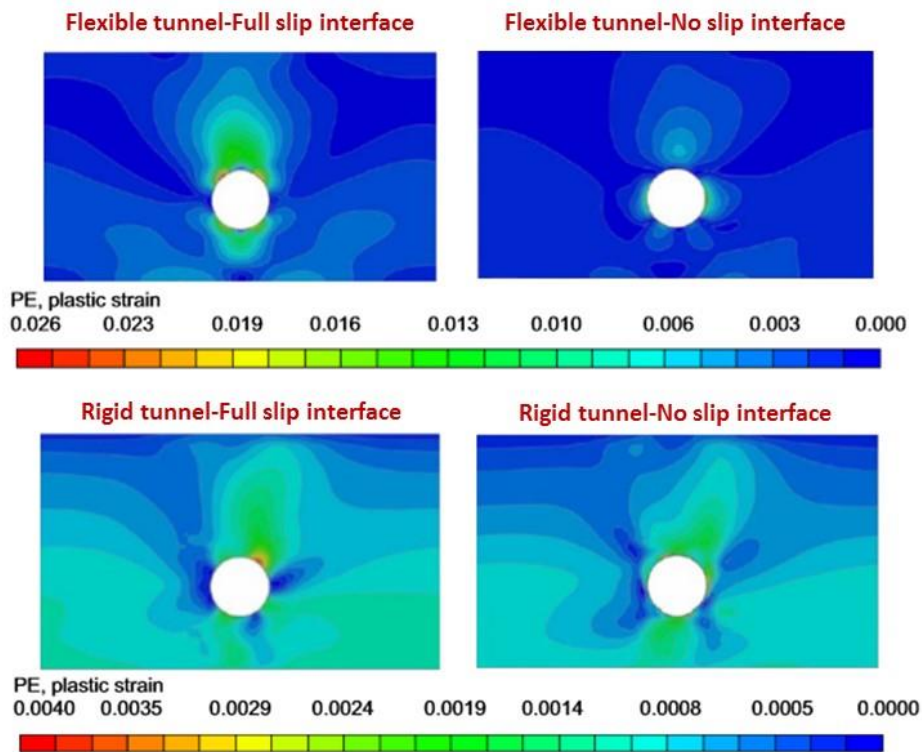 Flexible tunnel-Full slip interface
Flexible tunnel-No slip interface
PE, plastic strain
0.026 0.023 0.019 0.016 0.013 0.010 0.006 0.003 0.000
Rigid tunnel-Full slip interface
Rigid tunnel-No slip interface
PE, plastic strain
0.0040 0.0035 0.0029 0.0024 0.0019 0.0014 0.0008 0.0005 0.0000